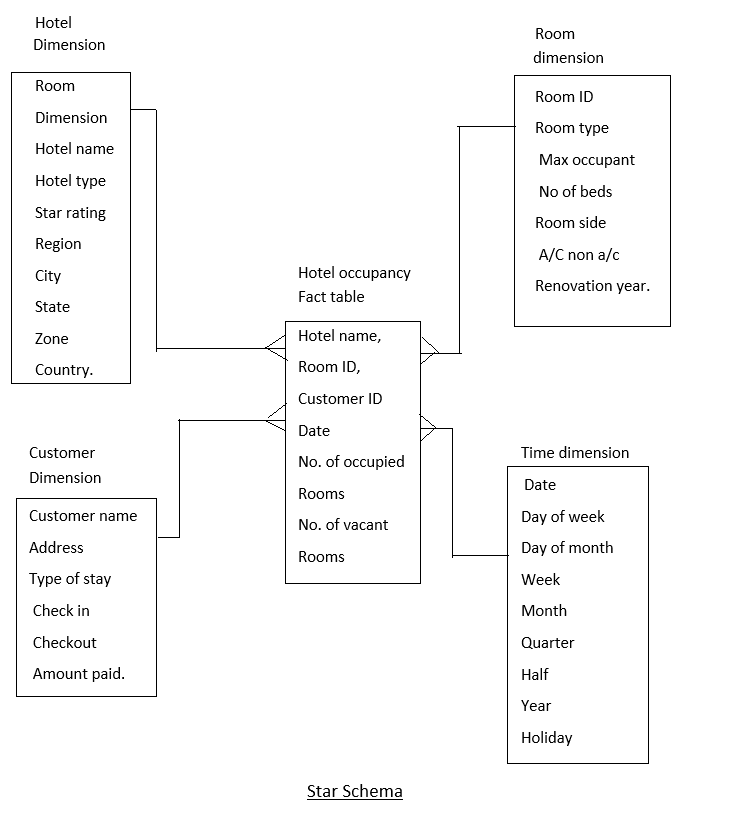 Hotel
Dimension
Room
Dimension
Hotel name
Hotel type
Star rating
Region
City
State
Zone
Country.
Room
dimension
Room ID
Room type
Max occupant
No of beds
Room side
A/C non a/c
Renovation year.
Hotel occupancy
Fact table
Hotel name,
Room ID,
Customer ID
Date
No. of occupied
Rooms
No. of vacant
Rooms
Customer
Dimension
Customer name
Address
Type of stay
Check in
Checkout
Amount paid.
Time dimension
Date
Day of week
Day of month
Week
Month
Quarter
Half
Year
Holiday
Star Schema